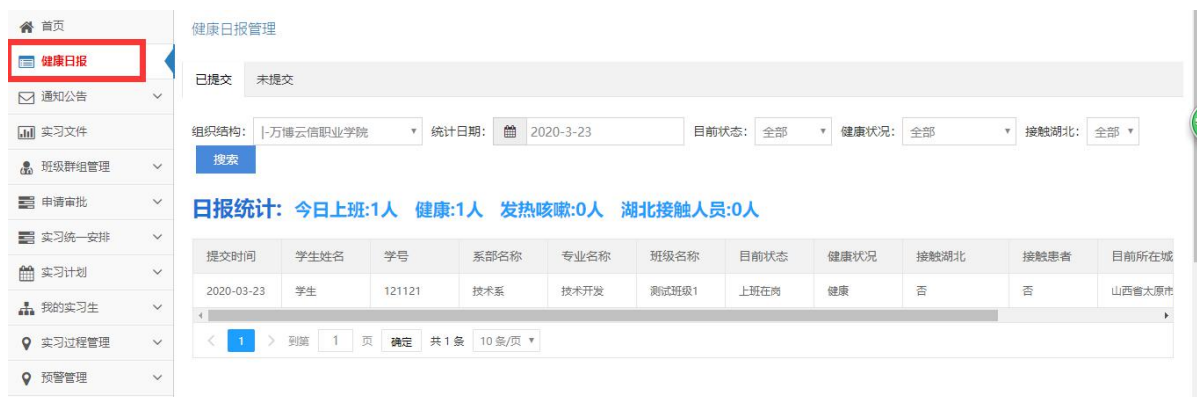 首页
健康日报
通知公告
实习文件
班级群组管理
申请审批
实习统一安排
实习计划
我的实习生
实习过程管理
预警管理
健康日报管理
已提交 未提交
组织结构: |-万博云信职业学院 统计日期: 2020-3-23 目前状态: 全部 健康状况: 全部 接触湖北: 全部
搜索
日报统计: 今日上班:1人 健康:1人 发热咳嗽:0人 湖北接触人员:0人
提交时间 学生姓名 学号 系部名称 专业名称 班级名称 目前状态 健康状况 接触湖北 接触患者 目前所在城
2020-03-23 学生 121121 技术系 技术开发 测试班级1 上班在岗 健康 否 否 山西省太原市
< 1 > 到第 1 页 确定 共 1 条 10 条/页